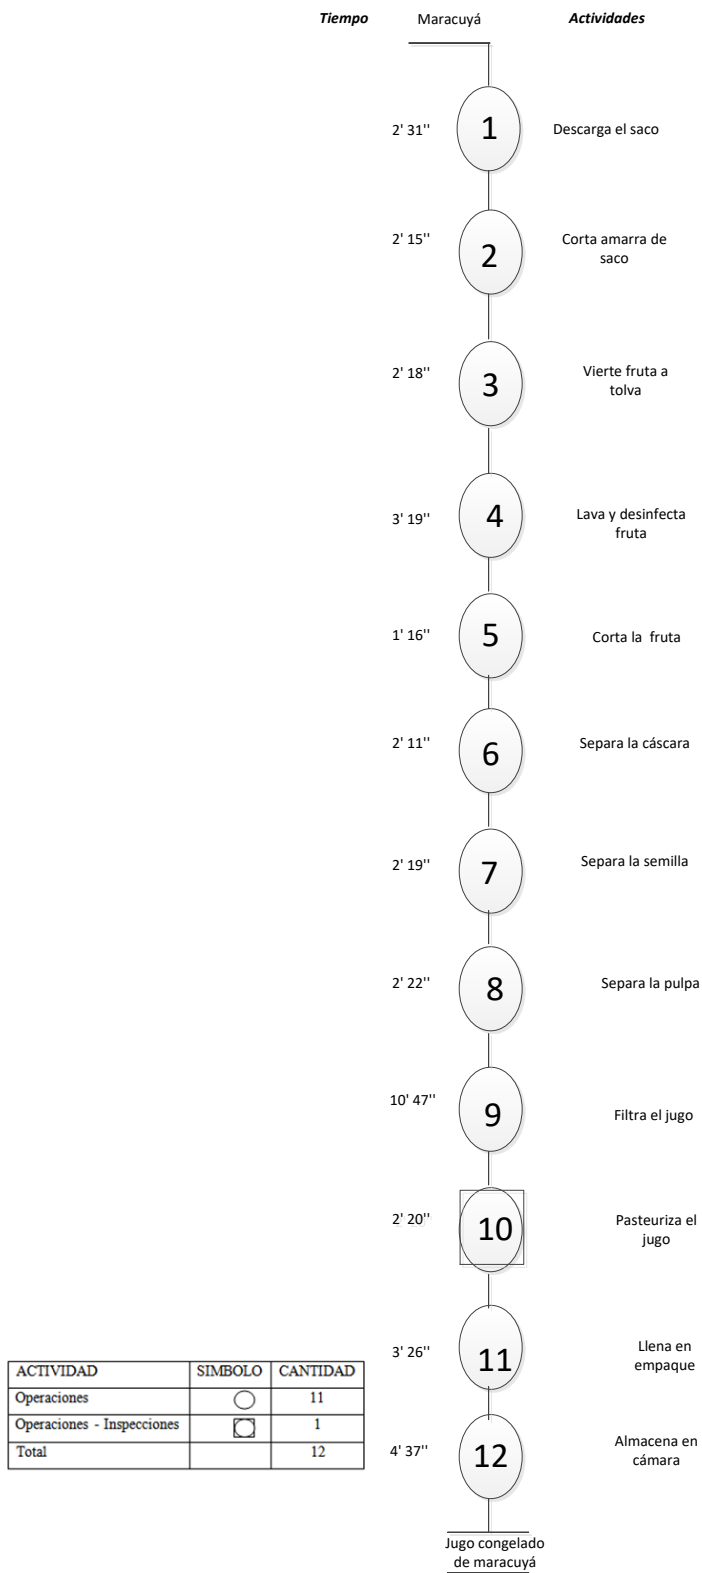 Tiempo Maracuyá Actividades
2' 31'' 1 Descarga el saco
2' 15'' 2 Corta amarra de
saco
2' 18'' 3 Vierte fruta a
tolva
3' 19'' 4 Lava y desinfecta
fruta
1' 16'' 5 Corta la fruta
2' 11'' 6 Separa la cáscara
2' 19'' 7 Separa la semilla
2' 22'' 8 Separa la pulpa
10' 47'' 9 Filtra el jugo
2' 20'' 10 Pasteuriza el
jugo
3' 26'' 11 Llena en
empaque
4' 37'' 12 Almacena en
cámara
Jugo congelado
de maracuyá
ACTIVIDAD SIMBOLO CANTIDAD
Operaciones 11
Operaciones - Inspecciones 1
Total 12